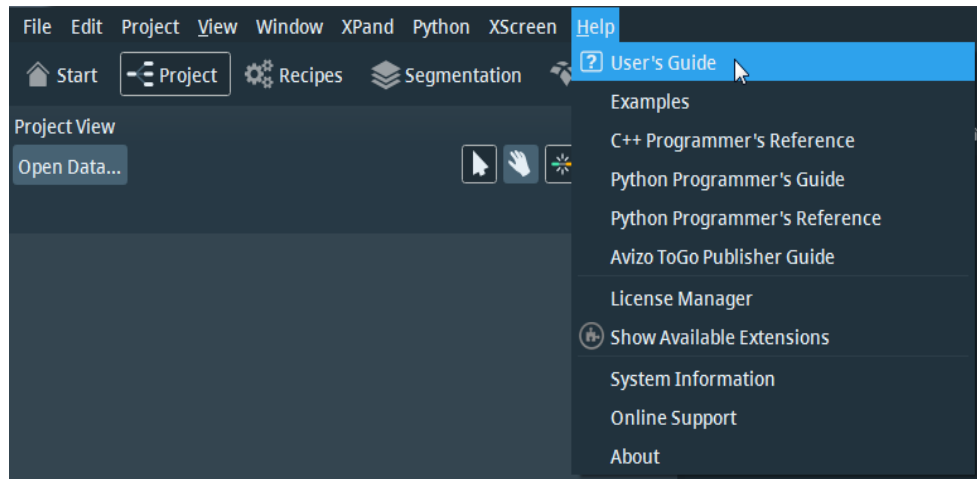 File Edit Project View Window XPand Python XScreen Help
Start Project Recipes Segmentation
Project View
Open Data...
User's Guide
Examples
C++ Programmer's Reference
Python Programmer's Guide
Python Programmer's Reference
Avizo ToGo Publisher Guide
License Manager
Show Available Extensions
System Information
Online Support
About